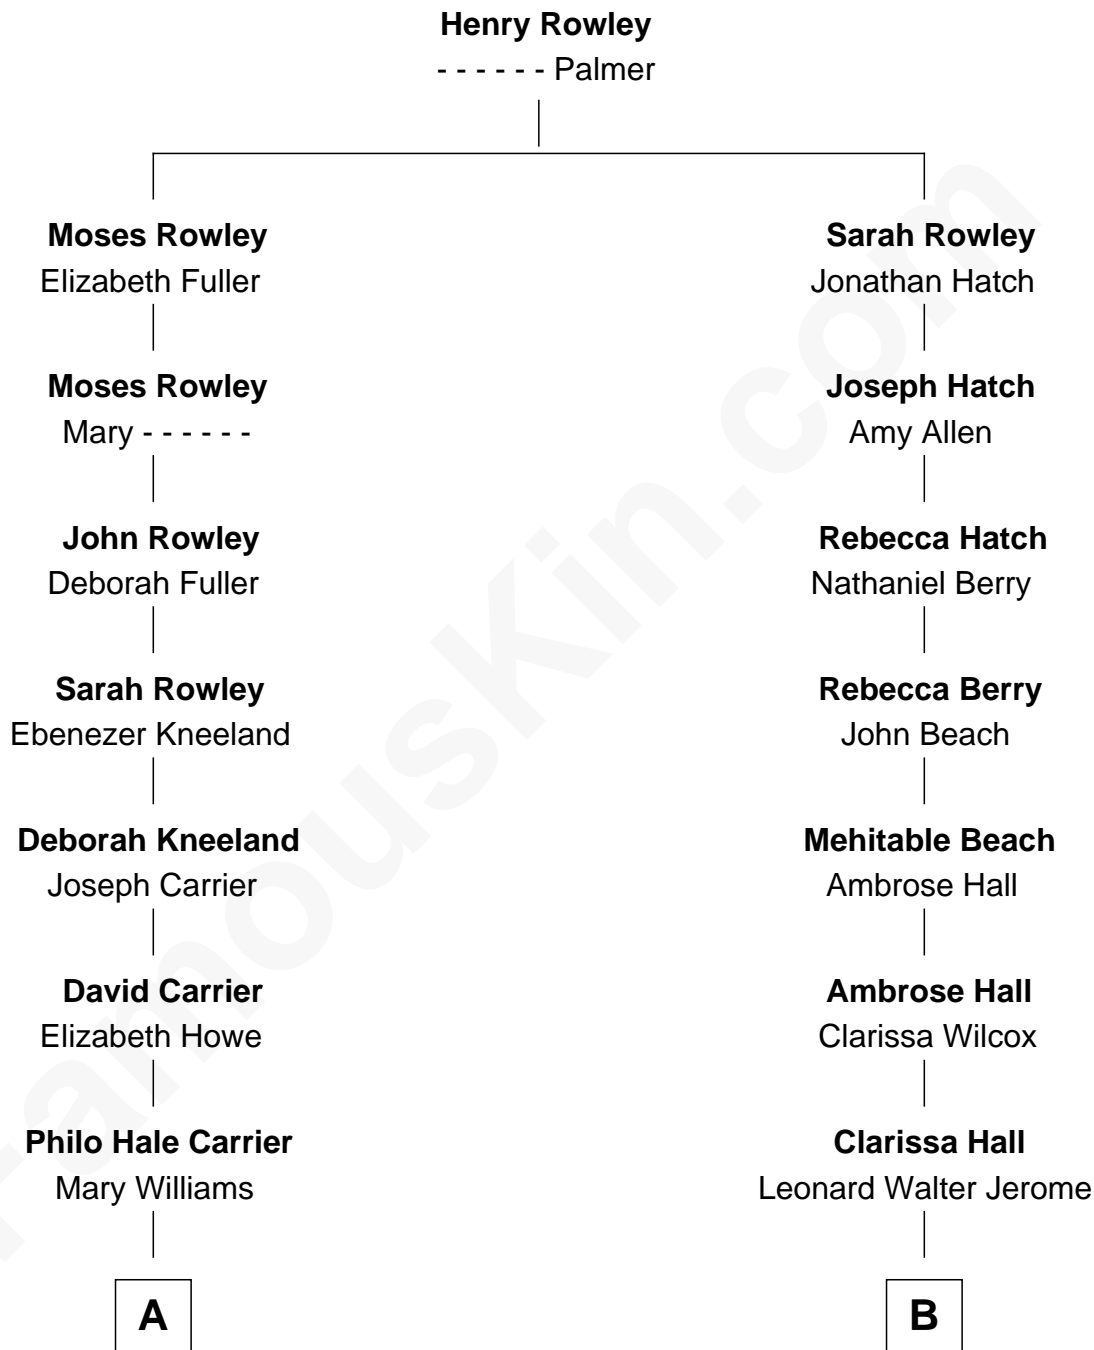 Henry Rowley
- - - - - - Palmer
Moses Rowley
Elizabeth Fuller
Sarah Rowley
Jonathan Hatch
Moses Rowley
Mary - - - - - -
Joseph Hatch
Amy Allen
John Rowley
Deborah Fuller
Rebecca Hatch
Nathaniel Berry
Sarah Rowley
Ebenezer Kneeland
Rebecca Berry
John Beach
Deborah Kneeland
Joseph Carrier
Mehitable Beach
Ambrose Hall
David Carrier
Elizabeth Howe
Ambrose Hall
Clarissa Wilcox
Philo Hale Carrier
Mary Williams
Clarissa Hall
Leonard Walter Jerome
A
B
FamousKin.com